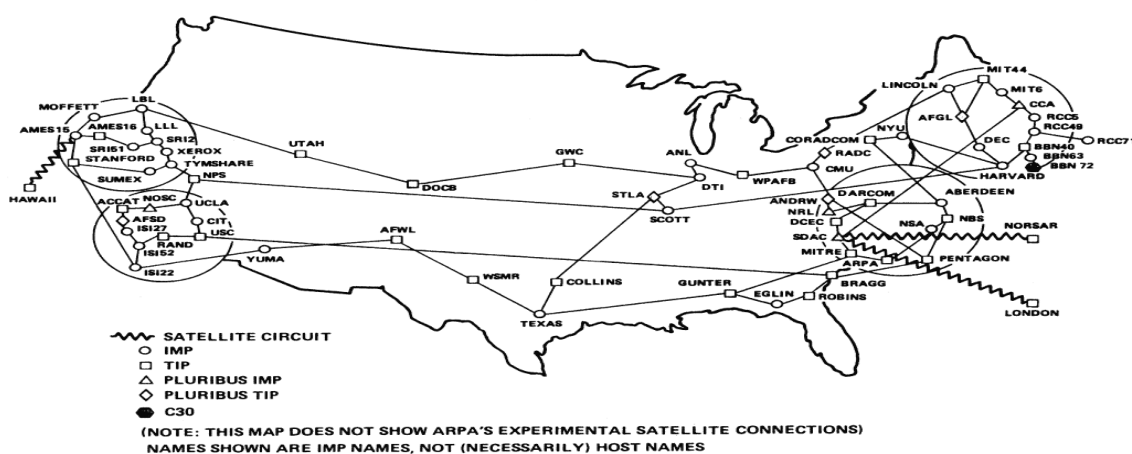 MIT44
LINCOLN
MIT6
MOFFETT
LBL
CCA
AMES16
LLL
AFGL
RCC5
AMES15
SRI2
CORADCOM
NYU
RCC49
SRI51
XEROX
UTAH
GWC
ANL
RADC
DEC
BBN40
RCC71
STANFORD
TYMSHARE
CMU
BBN63
SUMEX
NPS
DOCB
DTI
WPAFB
HARVARD
BBN 72
HAWAII
ACCAT
NOSC
UCLA
STLA
DARCOM
ABERDEEN
AFSD
CIT
SCOTT
ANDRW
NRL
ISI27
DCEC
NSA
NBS
NORSAR
RAND
USC
AFWL
SDAC
ISI52
YUMA
MITRE
ISI22
WSMR
COLLINS
GUNTER
ARPA
PENTAGON
EGLIN
BRAGG
ROBINS
TEXAS
LONDON
SATELLITE CIRCUIT
IMP
TIP
PLURIBUS IMP
PLURIBUS TIP
C30
(NOTE: THIS MAP DOES NOT SHOW ARPA'S EXPERIMENTAL SATELLITE CONNECTIONS)
NAMES SHOWN ARE IMP NAMES, NOT (NECESSARILY) HOST NAMES